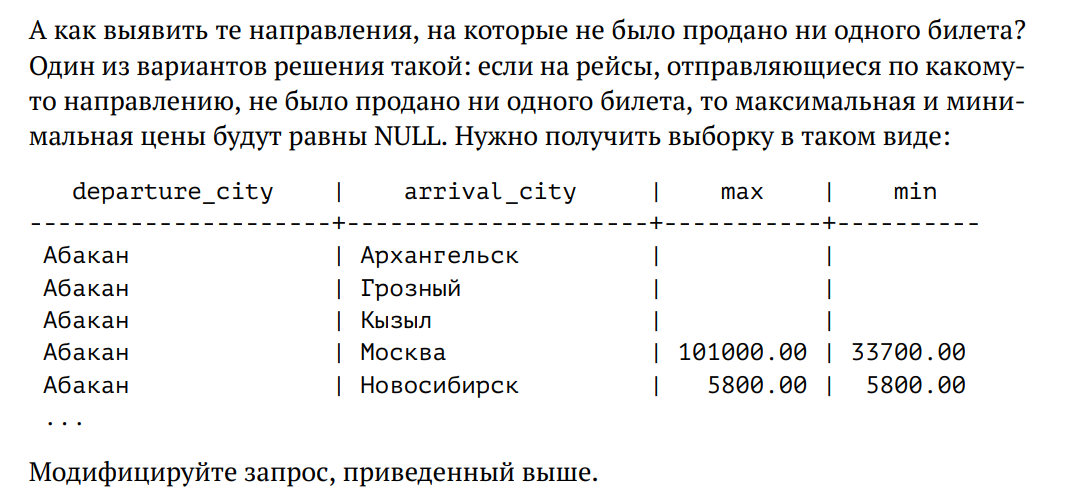 А как выявить те направления, на которые не было продано ни одного билета?
Один из вариантов решения такой: если на рейсы, отправляющиеся по какому-
то направлению, не было продано ни одного билета, то максимальная и мини-
мальная цены будут равны NULL. Нужно получить выборку в таком виде:
departure_city | arrival_city | max | min
---------------------+---------------------+-----------+----------
Абакан | Архангельск | |
Абакан | Грозный | |
Абакан | Кызыл | |
Абакан | Москва | 101000.00 | 33700.00
Абакан | Новосибирск | 5800.00 | 5800.00
...
Модифицируйте запрос, приведенный выше.